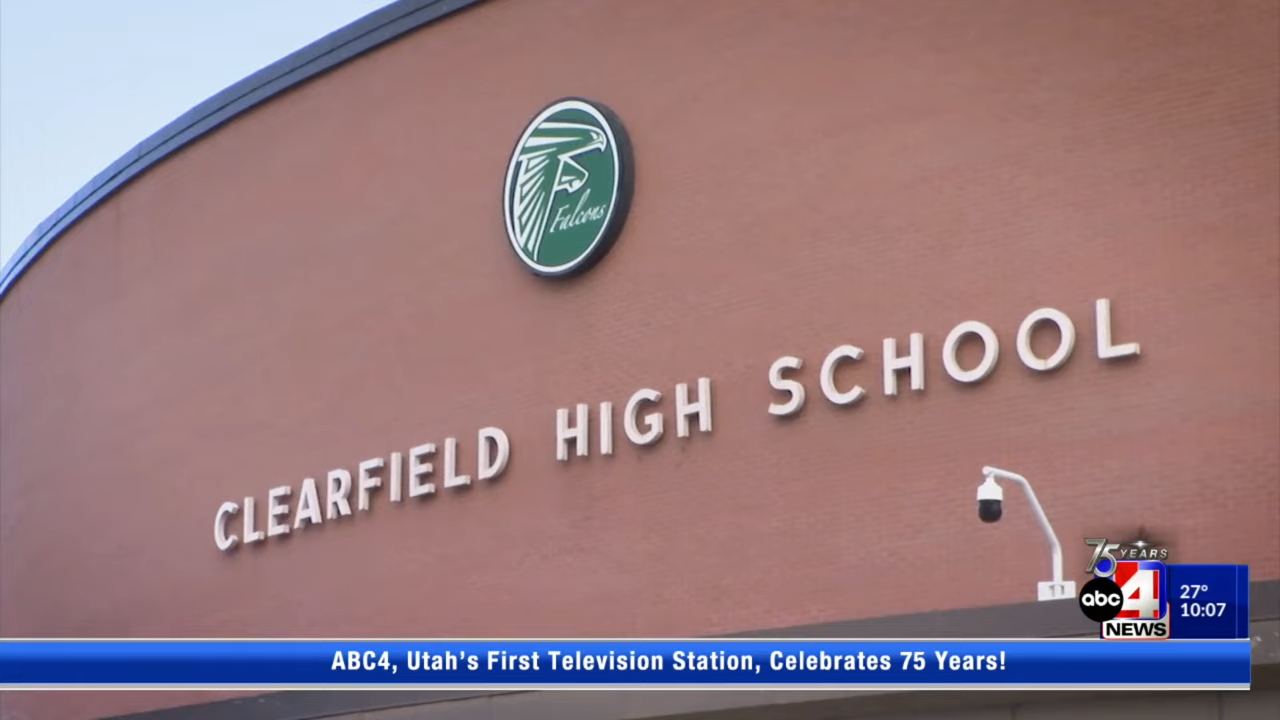 Falcons
CLEARFIELD HIGH SCHOOL
75 YEARS
abc 4
NEWS
27°
10:07
ABC4, Utah's First Television Station, Celebrates 75 Years!